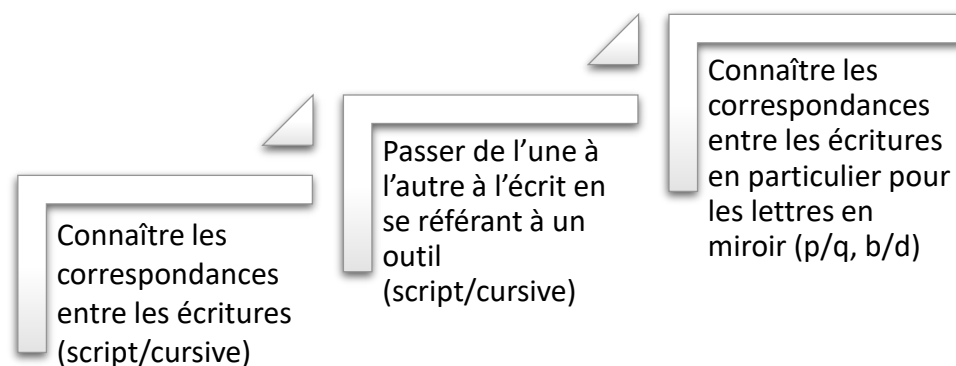 Connaître les
correspondances
entre les écritures
(script/cursive)
Passer de l’une à
l’autre à l’écrit en
se référant à un
outil
(script/cursive)
Connaître les
correspondances
entre les écritures
en particulier pour
les lettres en
miroir (p/q, b/d)